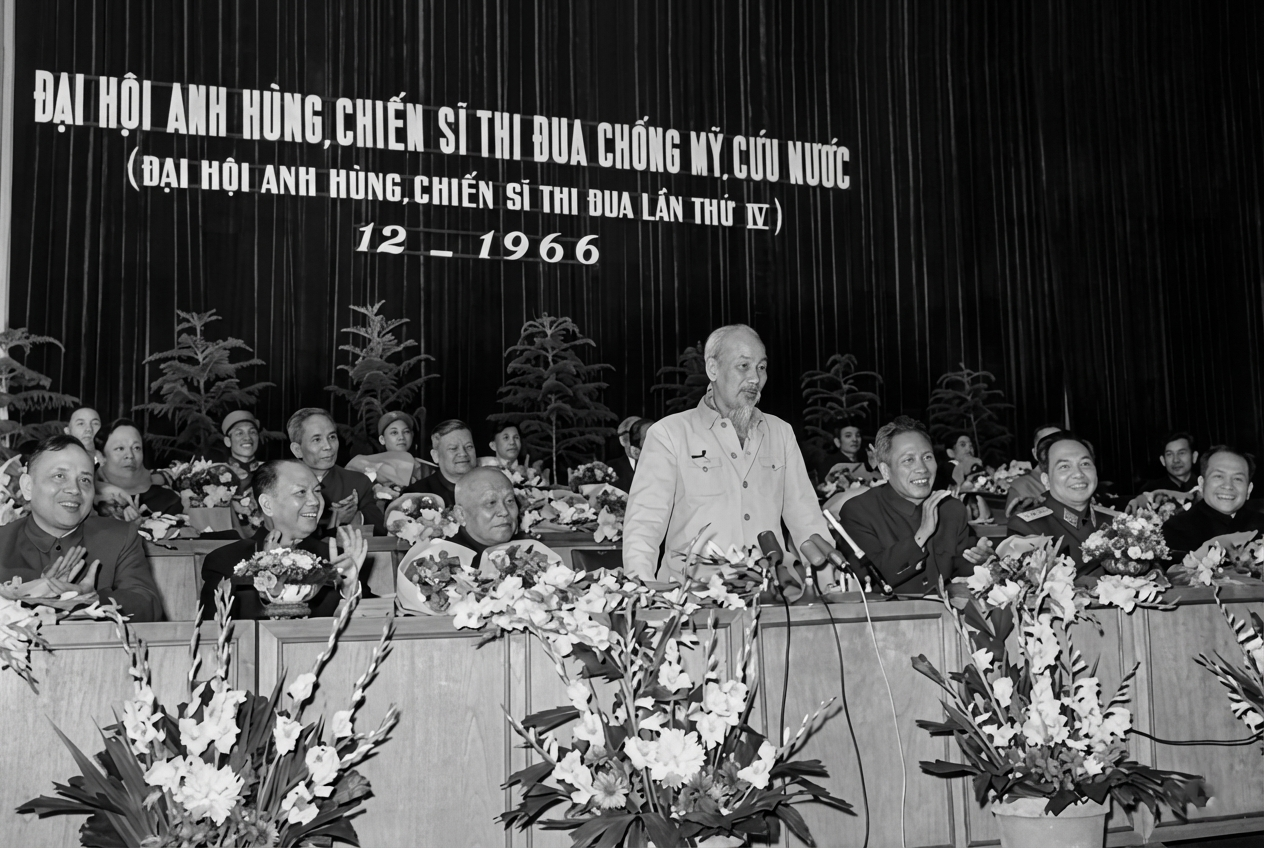 ĐẠI HỘI ANH HÙNG, CHIẾN SĨ THI ĐUA CHỐNG MỸ, CỨU NƯỚC
(ĐẠI HỘI ANH HÙNG, CHIẾN SĨ THI ĐUA LẦN THỨ IV)
12 - 1966